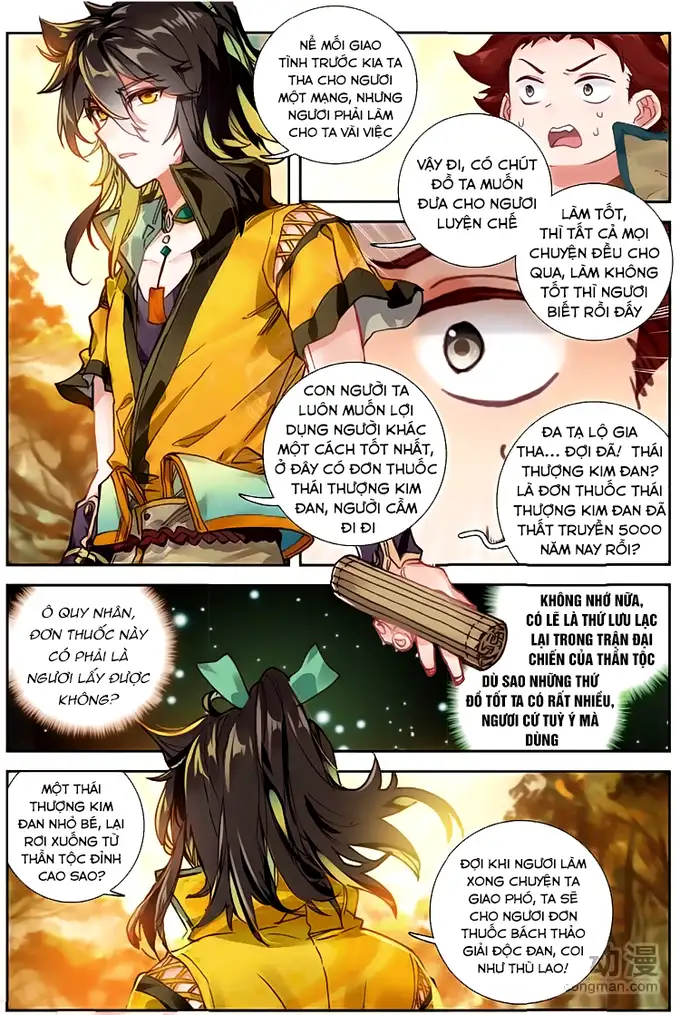 NỂ MỐI GIAO
TÌNH TRƯỚC KIA TA
THA CHO NGƯƠI
MỘT MẠNG, NHƯNG
NGƯƠI PHẢI LÀM
CHO TA VÀI VIỆC
VẬY ĐI, CÓ CHÚT
ĐỒ TA MUỐN
ĐƯA CHO NGƯƠI
LUYỆN CHẾ
LÀM TỐT,
THÌ TẤT CẢ MỌI
CHUYỆN ĐỀU CHO
QUA, LÀM KHÔNG
TỐT THÌ NGƯƠI
BIẾT RỒI ĐẤY
CON NGƯỜI TA
LUÔN MUỐN LỢI
DỤNG NGƯỜI KHÁC
MỘT CÁCH TỐT NHẤT,
Ở ĐÂY CÓ ĐƠN THUỐC
THÁI THƯỢNG KIM
ĐAN, NGƯỜI CẦM
ĐI ĐI
ĐA TẠ LỘ GIA
THA... ĐỢI ĐÃ! THÁI
THƯỢNG KIM ĐAN?
LÀ ĐƠN THUỐC THÁI
THƯỢNG KIM ĐAN ĐÃ
THẤT TRUYỀN 5000
NĂM NAY RỒI?
Ô QUY NHÂN,
ĐƠN THUỐC NÀY
CÓ PHẢI LÀ
NGƯƠI LẤY ĐƯỢC
KHÔNG?
KHÔNG NHỚ NỮA,
CÓ LẼ LÀ THỨ LƯU LẠC
LẠI TRONG TRẬN ĐẠI
CHIẾN CỦA THẦN TỘC
DÙ SAO NHỮNG THỨ
ĐỒ TỐT TA CÓ RẤT NHIỀU,
NGƯƠI CỨ TUỲ Ý MÀ
DÙNG
MỘT THÁI
THƯỢNG KIM
ĐAN NHỎ BÉ, LẠI
RƠI XUỐNG TỪ
THẦN TỘC ĐỈNH
CAO SAO?
ĐỢI KHI NGƯƠI LÀM
XONG CHUYỆN TA
GIAO PHÓ, TA SẼ
CHO NGƯƠI ĐƠN
THUỐC BÁCH THẢO
GIẢI ĐỘC ĐAN, COI
NHƯ THÙ LAO!
动漫
congman.com